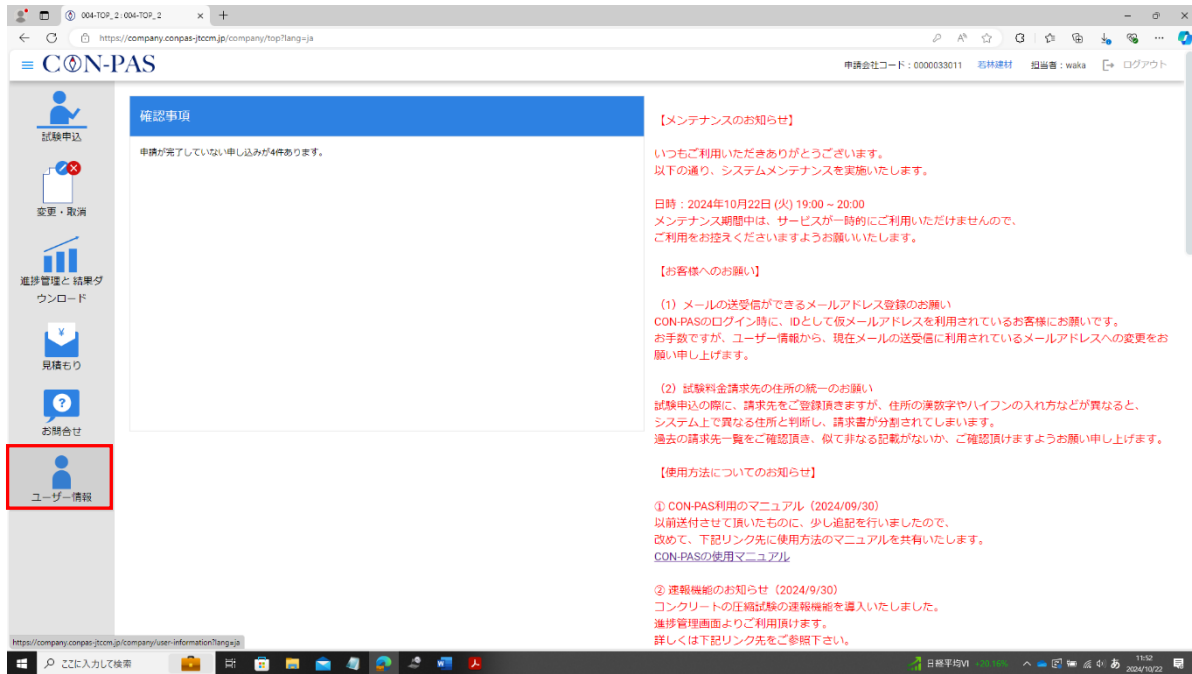 004-TOP_2 : 004-TOP_2
https://company.conpas-jtccm.jp/company/top?lang=ja
CON-PAS
申請会社コード：0000033011 若林建材 担当者：waka ログアウト
試験申込
変更・取消
進捗管理と結果ダ
ウンロード
見積もり
お問合せ
ユーザー情報
確認事項
申請が完了していない申し込みが4件あります。
【メンテナンスのお知らせ】
いつもご利用いただきありがとうございます。
以下の通り、システムメンテナンスを実施いたします。
日時：2024年10月22日 (火) 19:00 ~ 20:00
メンテナンス期間中は、サービスが一時的にご利用いただけませんので、
ご利用をお控えくださいますようお願いいたします。
【お客様へのお願い】
（1）メールの送受信ができるメールアドレス登録のお願い
CON-PASのログイン時に、IDとして仮メールアドレスを利用されているお客様にお願いです。
お手数ですが、ユーザー情報から、現在メールの送受信に利用されているメールアドレスへの変更をお
願い申し上げます。
（2）試験料金請求先の住所の統一のお願い
試験申込の際に、請求先をご登録頂きますが、住所の漢数字やハイフンの入れ方などが異なると、
システム上で異なる住所と判断し、請求書が分割されてしまいます。
過去の請求先一覧をご確認頂き、似て非なる記載がないか、ご確認頂けますようお願い申し上げます。
【使用方法についてのお知らせ】
① CON-PAS利用のマニュアル（2024/09/30）
以前送付させて頂いたものに、少し追記を行いましたので、
改めて、下記リンク先に使用方法のマニュアルを共有いたします。
CON-PASの使用マニュアル
② 速報機能のお知らせ（2024/9/30）
コンクリートの圧縮試験の速報機能を導入いたしました。
進捗管理画面よりご利用頂けます。
詳しくは下記リンク先をご参照下さい。
https://company.conpas-jtccm.jp/company/user-information?lang=ja
ここに入力して検索
日経平均VI +20.16%
あ
11:52
2024/10/22